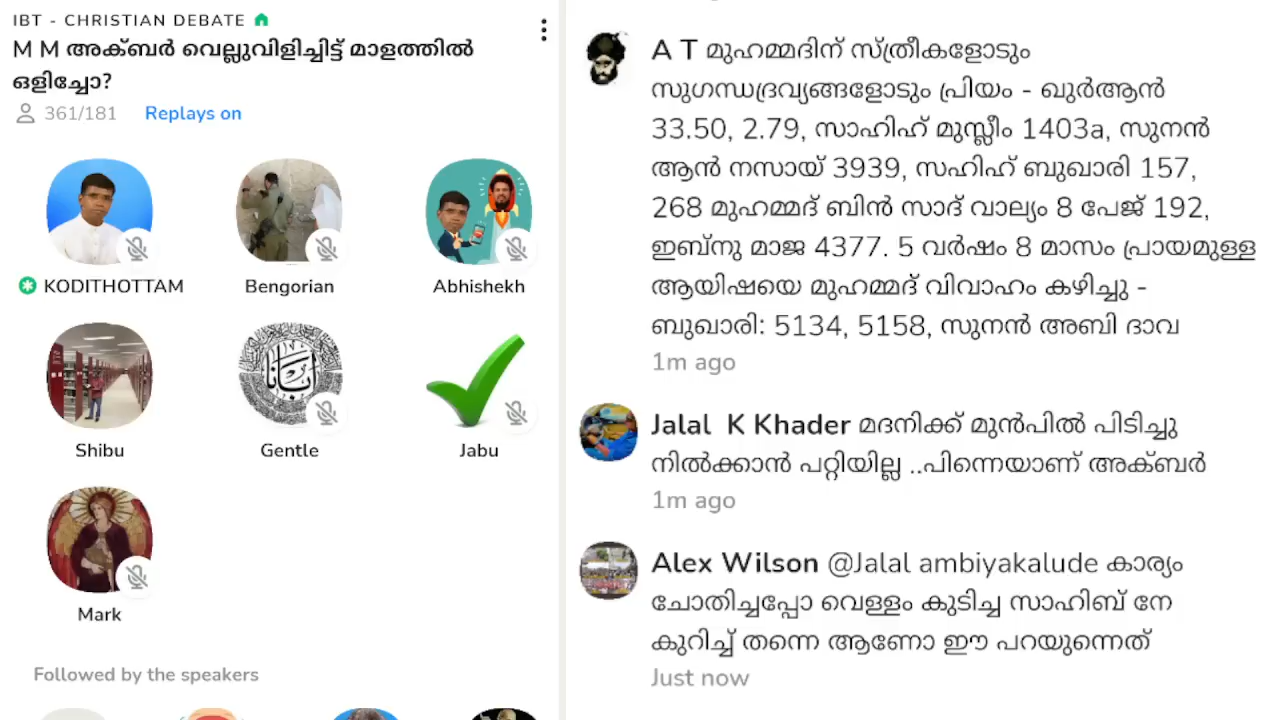 IBT - CHRISTIAN DEBATE
M M അക്ബർ വെല്ലുവിളിച്ചിട്ട് മാളത്തിൽ
ഒളിച്ചോ?
361/181 Replays on
KODITHOTTAM
Bengorian
Abhishekh
Shibu
Gentle
Jabu
Mark
Followed by the speakers
A T മുഹമ്മദിന് സ്ത്രീകളോടും
സുഗന്ധദ്രവ്യങ്ങളോടും പ്രിയം - ഖുർആൻ
33.50, 2.79, സാഹിഹ് മുസ്ലീം 1403a, സുനൻ
ആൻ നസായ് 3939, സഹിഹ് ബുഖാരി 157,
268 മുഹമ്മദ് ബിൻ സാദ് വാല്യം 8 പേജ് 192,
ഇബ്നു മാജ 4377. 5 വർഷം 8 മാസം പ്രായമുള്ള
ആയിഷയെ മുഹമ്മദ് വിവാഹം കഴിച്ചു -
ബുഖാരി: 5134, 5158, സുനൻ അബി ദാവ
1m ago
Jalal K Khader മദനിക്ക് മുൻപിൽ പിടിച്ചു
നിൽക്കാൻ പറ്റിയില്ല ..പിന്നെയാണ് അക്ബർ
1m ago
Alex Wilson @Jalal ambiyakalude കാര്യം
ചോതിച്ചപ്പോ വെള്ളം കുടിച്ച സാഹിബ് നേ
കുറിച്ച് തന്നെ ആണോ ഈ പറയുന്നെത്
Just now